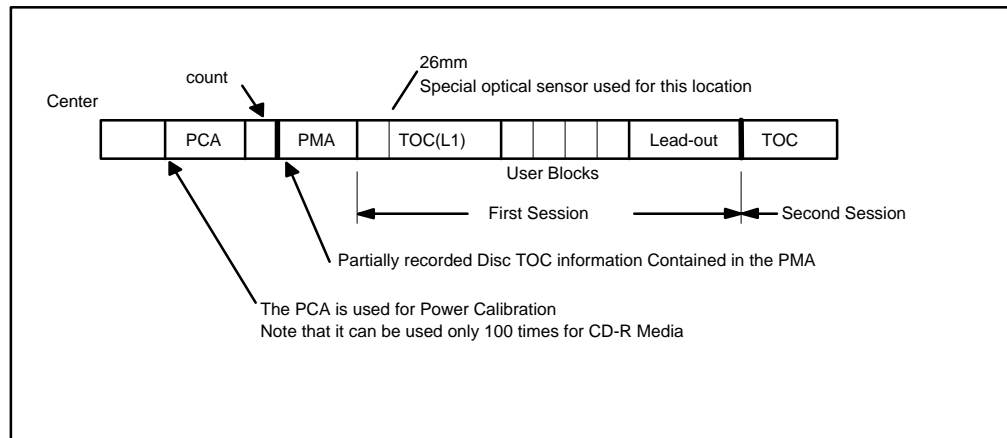 26mm
Special optical sensor used for this location
count
Center
PCA
PMA
TOC(L1)
Lead-out
TOC
User Blocks
First Session
Second Session
Partially recorded Disc TOC information Contained in the PMA
The PCA is used for Power Calibration
Note that it can be used only 100 times for CD-R Media